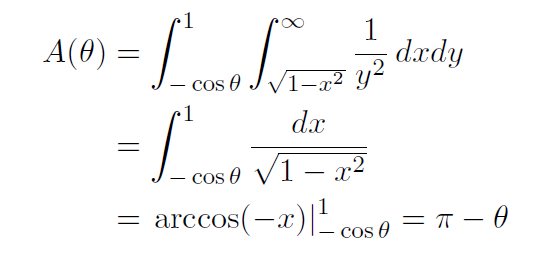 A(θ) = ∫_{− cos θ}^{1} ∫_{√(1−x²)}^{∞} 1/y² dxdy
= ∫_{− cos θ}^{1} dx/√(1 − x²)
= arccos(−x)|_{− cos θ}^{1} = π − θ